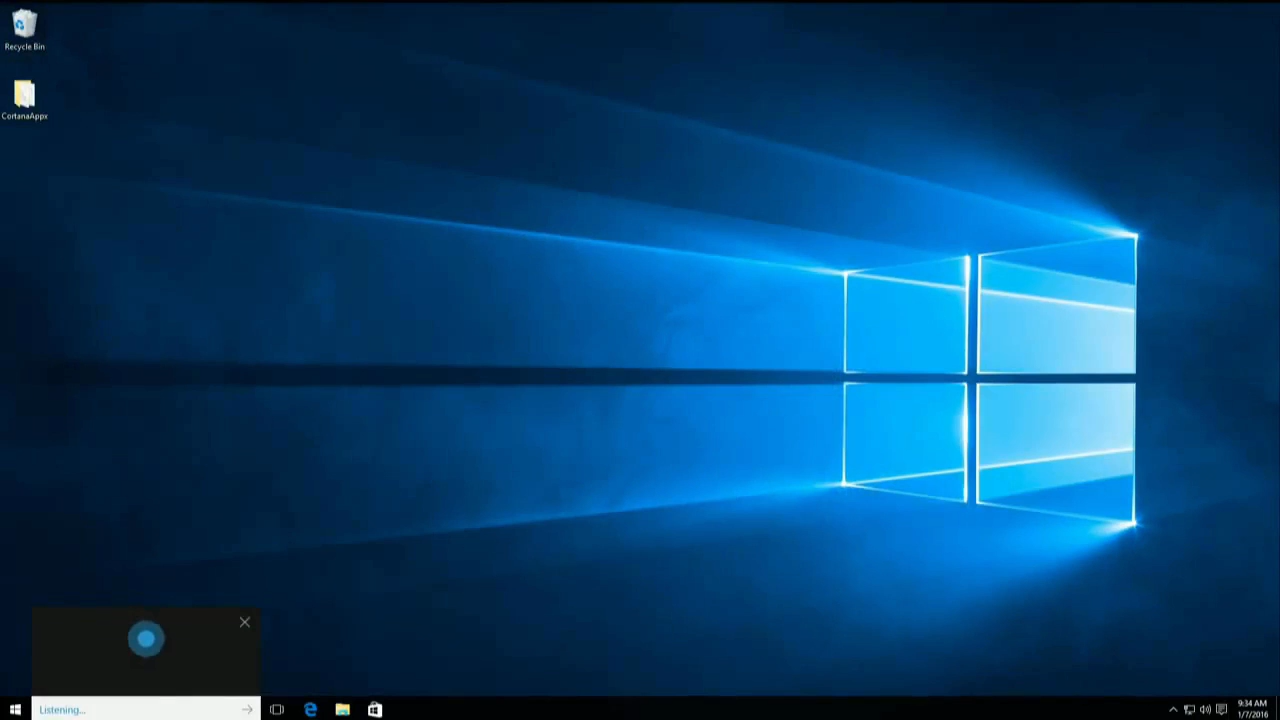 Recycle Bin
CortanaAppx
Listening...
9:34 AM
1/7/2016